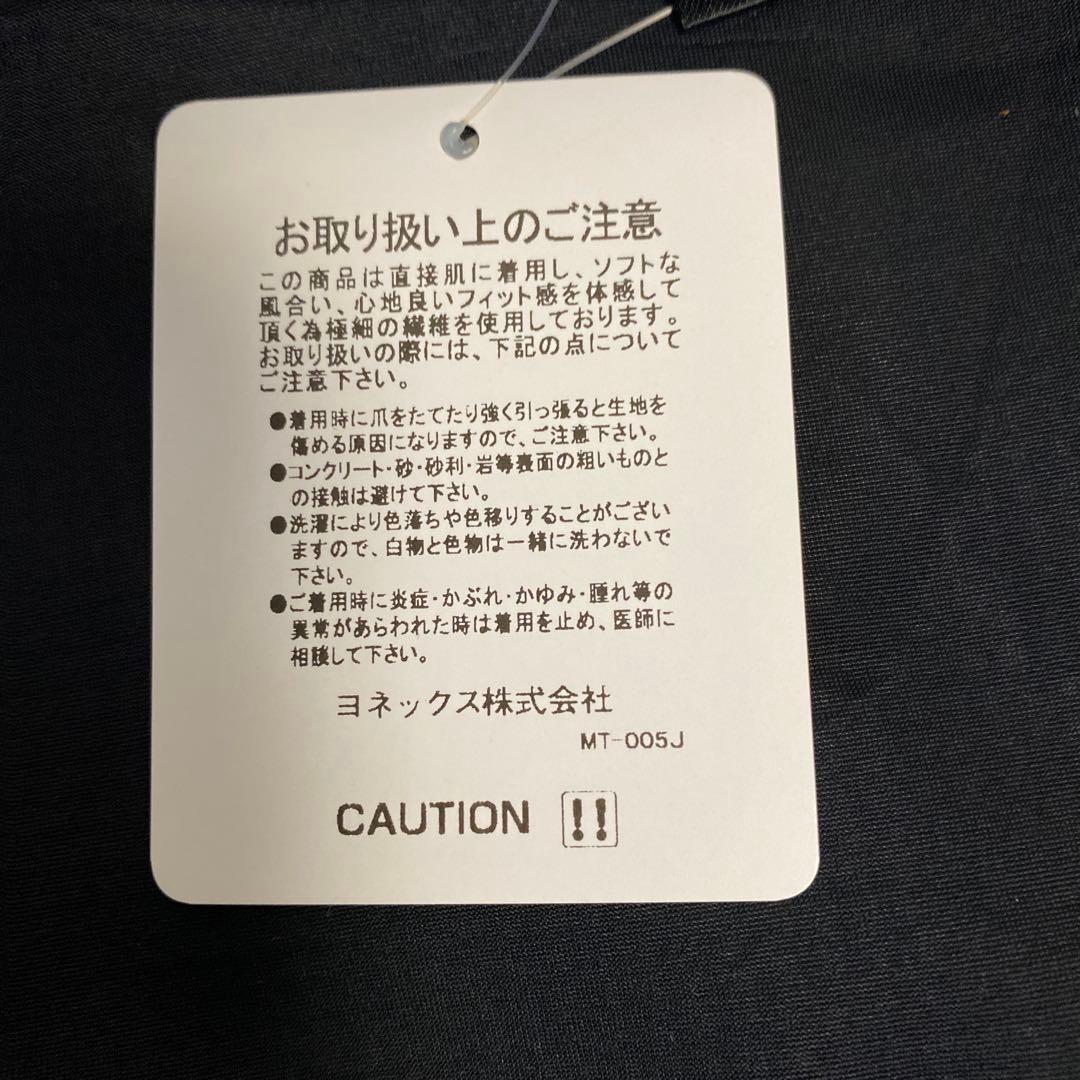 お取り扱い上のご注意
この商品は直接肌に着用し、ソフトな
風合い、心地良いフィット感を体感して
頂く為極細の繊維を使用しております。
お取り扱いの際には、下記の点について
ご注意下さい。
●着用時に爪をたてたり強く引っ張ると生地を
傷める原因になりますので、ご注意下さい。
●コンクリート・砂・砂利・岩等表面の粗いものと
の接触は避けて下さい。
●洗濯により色落ちや色移りすることがござい
ますので、白物と色物は一緒に洗わないで
下さい。
●ご着用時に炎症・かぶれ・かゆみ・腫れ等の
異常があらわれた時は着用を止め、医師に
相談して下さい。
ヨネックス株式会社
MT-005J
CAUTION !!